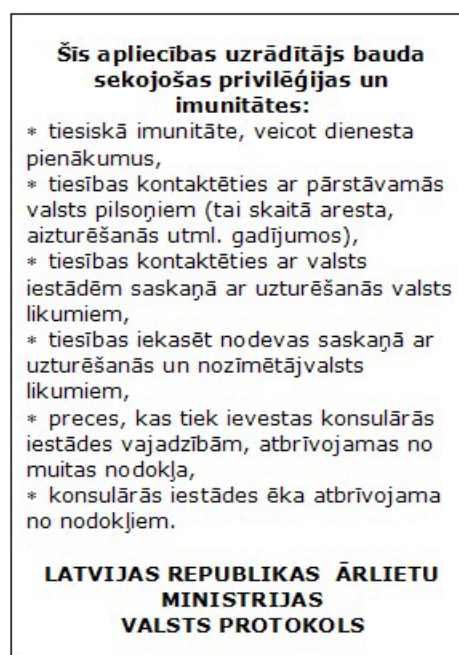 Šīs apliecības uzrādītājs bauda
sekojošas privilēģijas un
imunitātes:
* tiesiskā imunitāte, veicot dienesta
pienākumus,
* tiesības kontaktēties ar pārstāvamās
valsts pilsoņiem (tai skaitā aresta,
aizturēšanās utml. gadījumos),
* tiesības kontaktēties ar valsts
iestādēm saskaņā ar uzturēšanās valsts
likumiem,
* tiesības iekasēt nodevas saskaņā ar
uzturēšanās un nozīmētājvalsts
likumiem,
* preces, kas tiek ievestas konsulārās
iestādes vajadzībām, atbrīvojamas no
muitas nodokļa,
* konsulārās iestādes ēka atbrīvojama
no nodokļiem.
LATVIJAS REPUBLIKAS ĀRLIETU
MINISTRIJAS
VALSTS PROTOKOLS